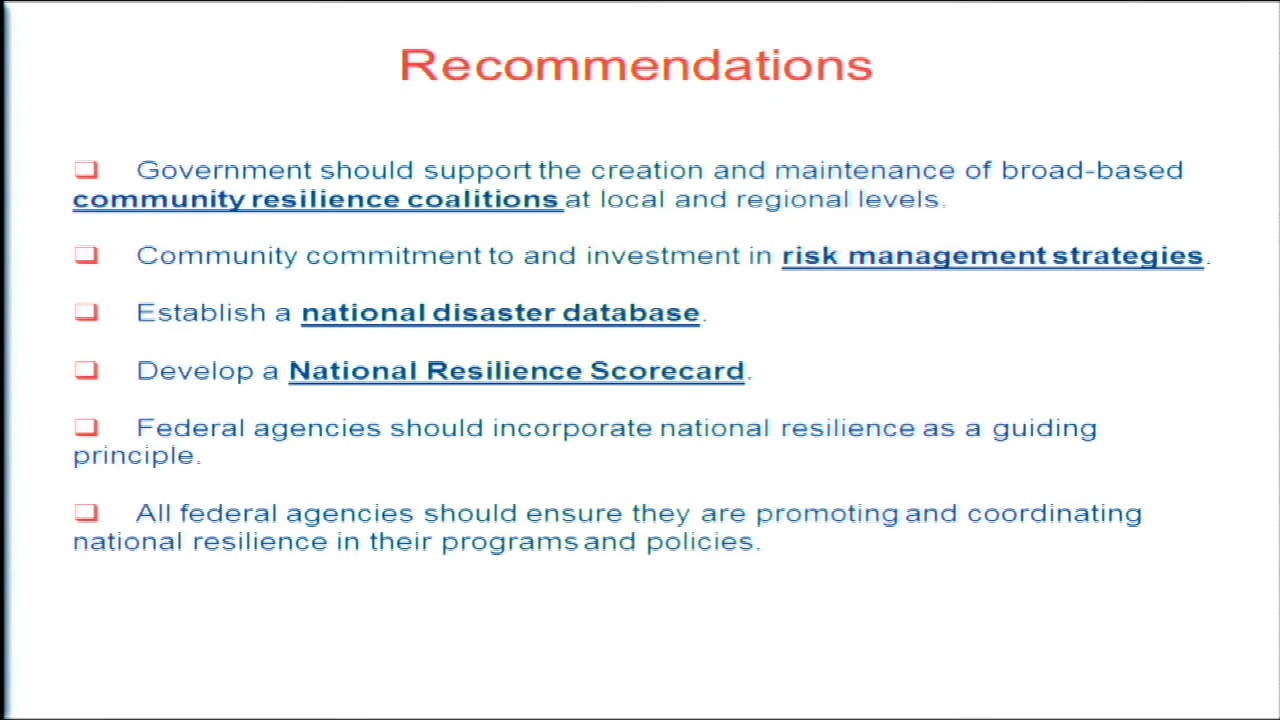 Recommendations
Government should support the creation and maintenance of broad-based
community resilience coalitions at local and regional levels.
Community commitment to and investment in risk management strategies.
Establish a national disaster database.
Develop a National Resilience Scorecard.
Federal agencies should incorporate national resilience as a guiding
principle.
All federal agencies should ensure they are promoting and coordinating
national resilience in their programs and policies.